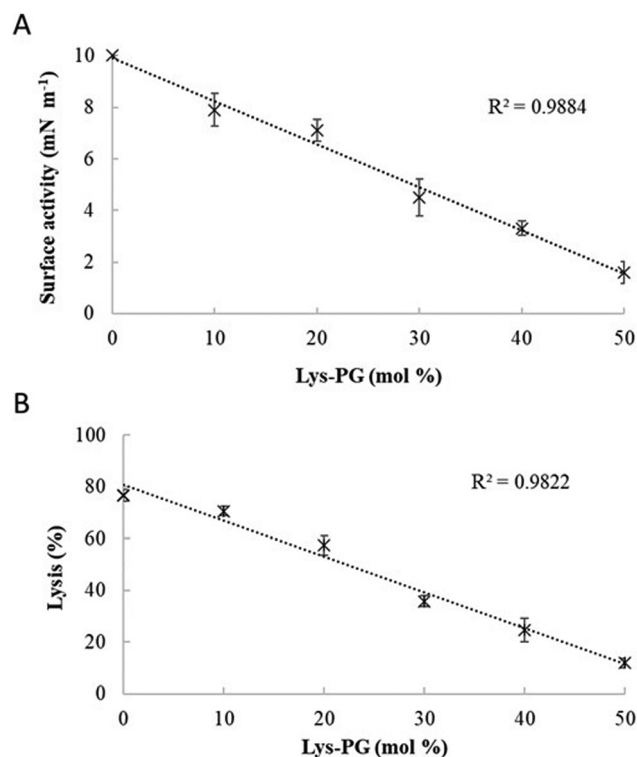 A
10
8
6
4
2
0
Surface activity (mN m⁻¹)
R² = 0.9884
0 10 20 30 40 50
Lys-PG (mol %)
B
100
80
60
40
20
0
Lysis (%)
R² = 0.9822
0 10 20 30 40 50
Lys-PG (mol %)